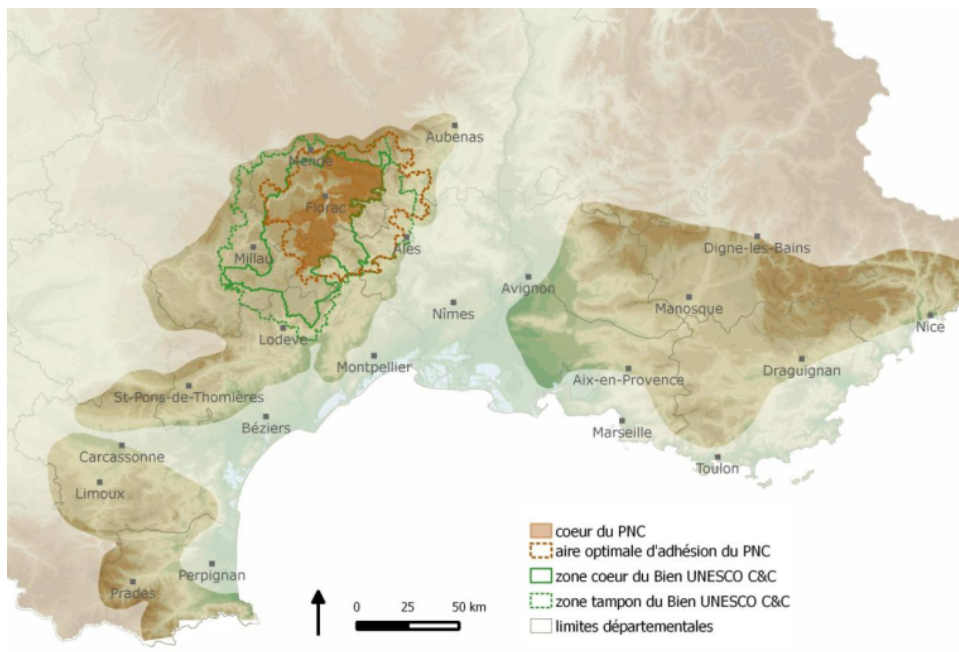 Aubenas
Mende
Florac
Alès
Millau
Digne-les-Bains
Avignon
Manosque
Nîmes
Nice
Lodève
Montpellier
Draguignan
Aix-en-Provence
St-Pons-de-Thomières
Béziers
Marseille
Carcassonne
Toulon
Limoux
Perpignan
Prades
coeur du PNC
aire optimale d'adhésion du PNC
zone coeur du Bien UNESCO C&C
zone tampon du Bien UNESCO C&C
limites départementales
0 25 50 km